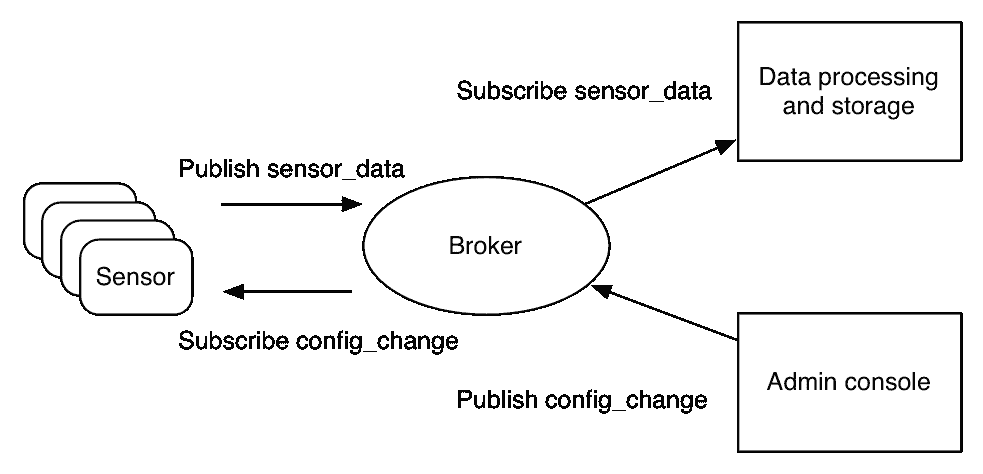 Subscribe sensor_data
Data processing
and storage
Publish sensor_data
Broker
Sensor
Subscribe config_change
Admin console
Publish config_change